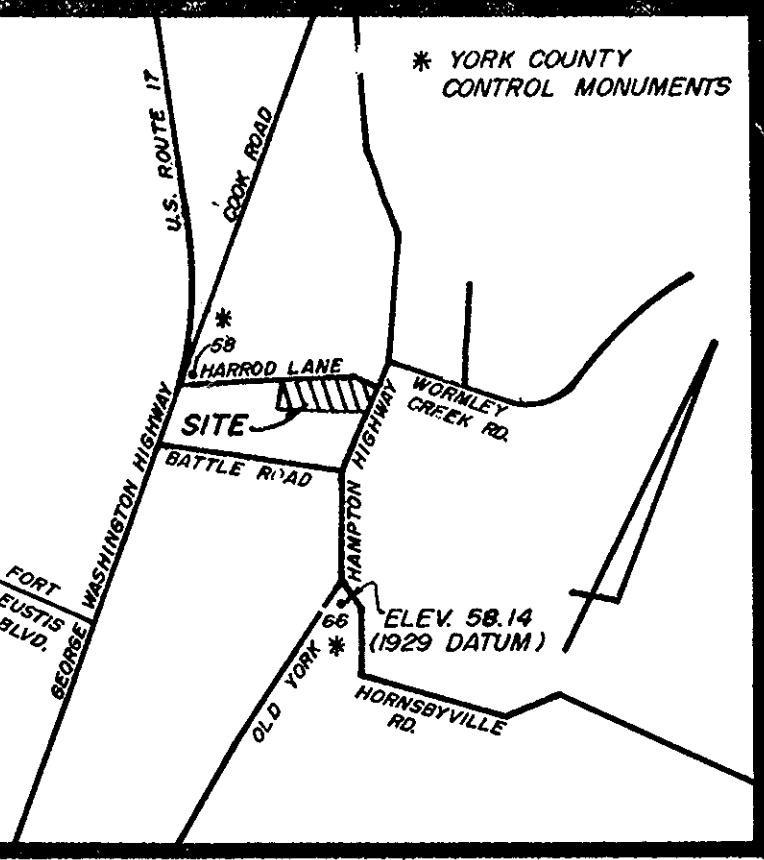 * YORK COUNTY
CONTROL MONUMENTS
U.S. ROUTE 17
COOK ROAD
*
58
HARROD LANE
SITE
WORMLEY
CREEK RD.
GEORGE WASHINGTON HIGHWAY
BATTLE ROAD
HAMPTON HIGHWAY
FORT
EUSTIS
BLVD.
66
*
ELEV. 58.14
(1929 DATUM)
OLD YORK
HORNSBYVILLE
RD.